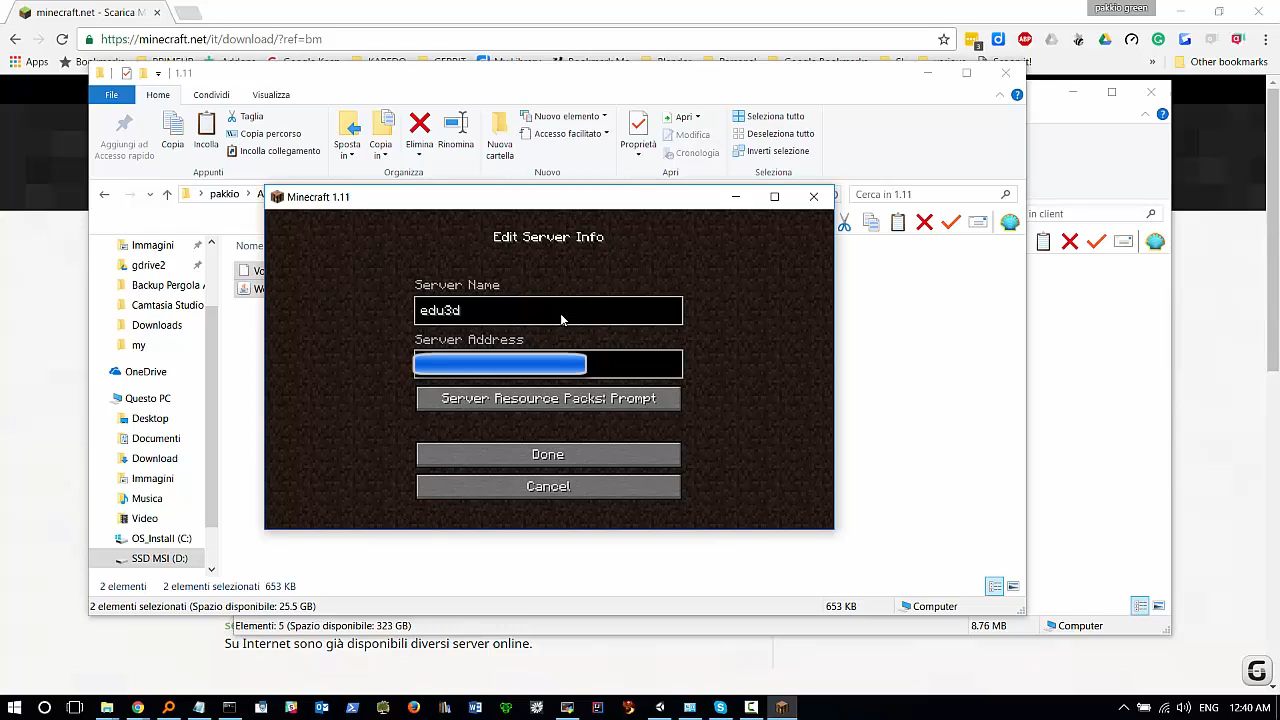 minecraft.net - Scarica M
pakkio green
https://minecraft.net/it/download/?ref=bm
3
Apps
Other bookmarks
1.11
File
Home
Condividi
Visualizza
Aggiungi ad
Accesso rapido
Copia
Incolla
Taglia
Copia percorso
Incolla collegamento
Appunti
Sposta
in
Copia
in
Elimina
Rinomina
Organizza
Nuova
cartella
Nuovo elemento
Accesso facilitato
Nuovo
Proprietà
Apri
Modifica
Cronologia
Apri
Seleziona tutto
Deseleziona tutto
Inverti selezione
Seleziona
pakkio
Cerca in 1.11
in client
Minecraft 1.11
Edit Server Info
Server Name
edu3d
Server Address
Server Resource Packs: Prompt
Done
Cancel
Immagini
gdrive2
Backup Pergola A
Camtasia Studio
Downloads
my
OneDrive
Questo PC
Desktop
Documenti
Download
Immagini
Musica
Video
OS_Install (C:)
SSD MSI (D:)
Nome
2 elementi
2 elementi selezionati 653 KB
2 elementi selezionati (Spazio disponibile: 25.5 GB)
653 KB
Computer
Elementi: 5 (Spazio disponibile: 323 GB)
8.76 MB
Computer
Su Internet sono già disponibili diversi server online.
ENG
12:40 AM